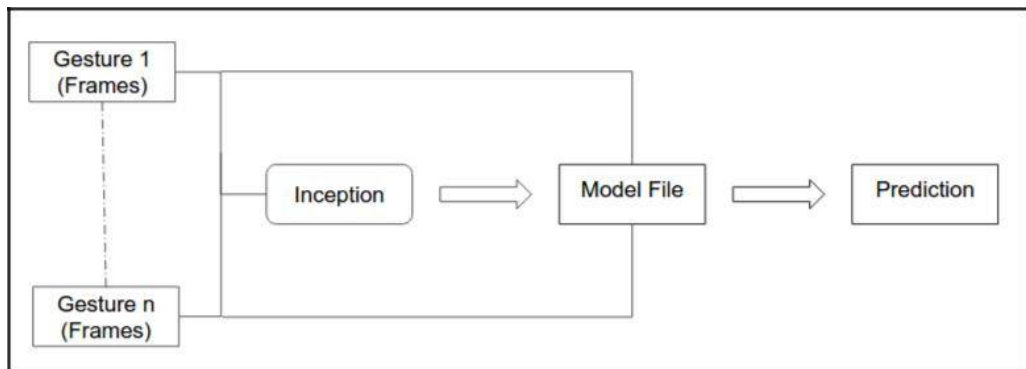 Gesture 1
(Frames)
Inception
Model File
Prediction
Gesture n
(Frames)